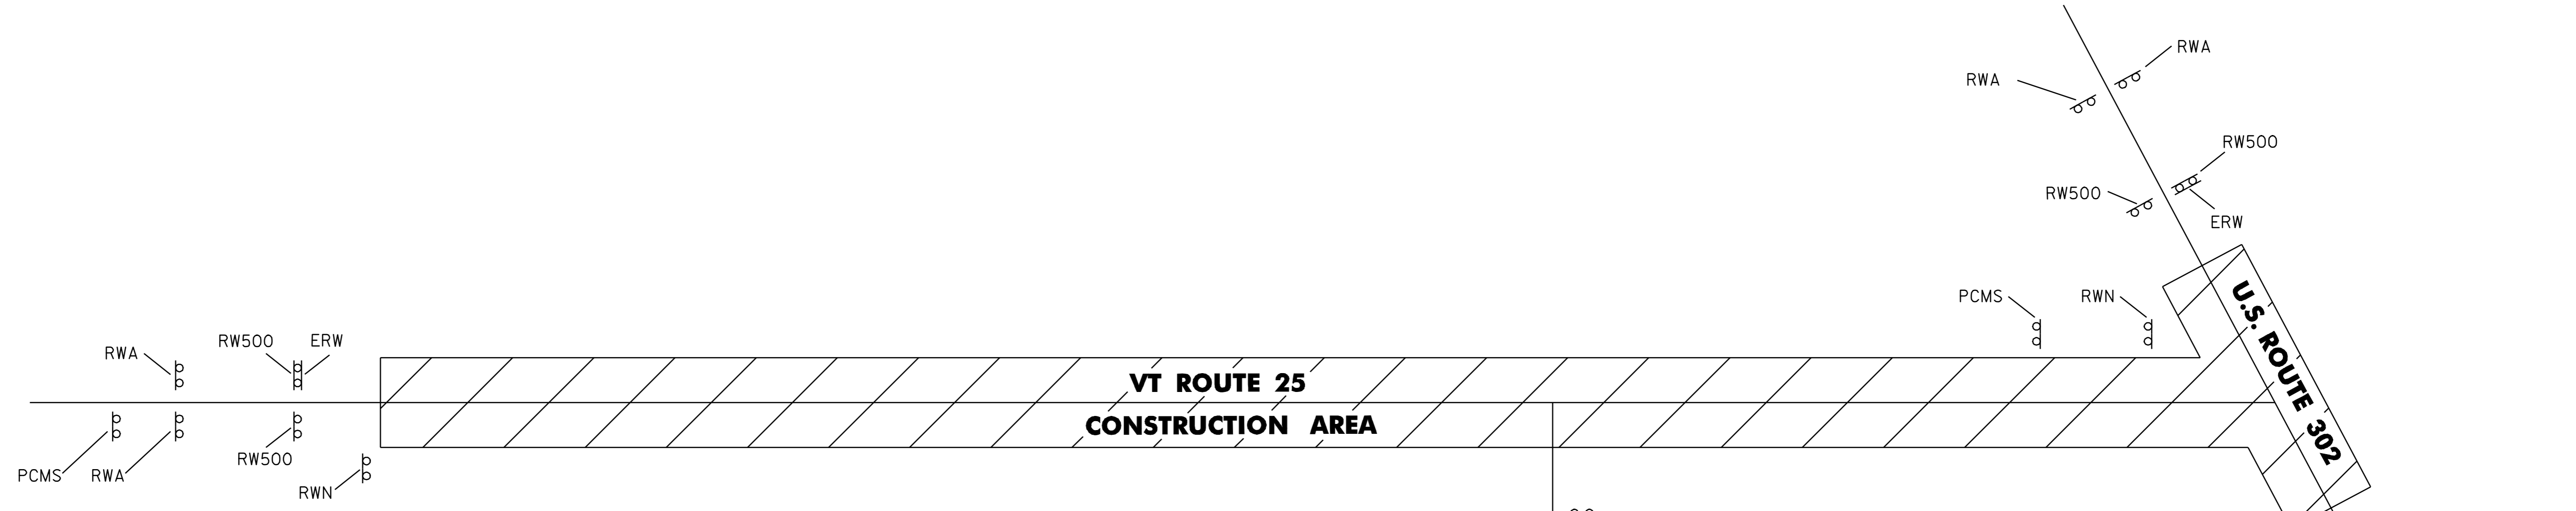 RWA
RWA
RW500
RW500
ERW
PCMS
RWN
U.S. ROUTE 302
RWA
RW500
ERW
VT ROUTE 25
CONSTRUCTION AREA
PCMS
RWA
RW500
RWN